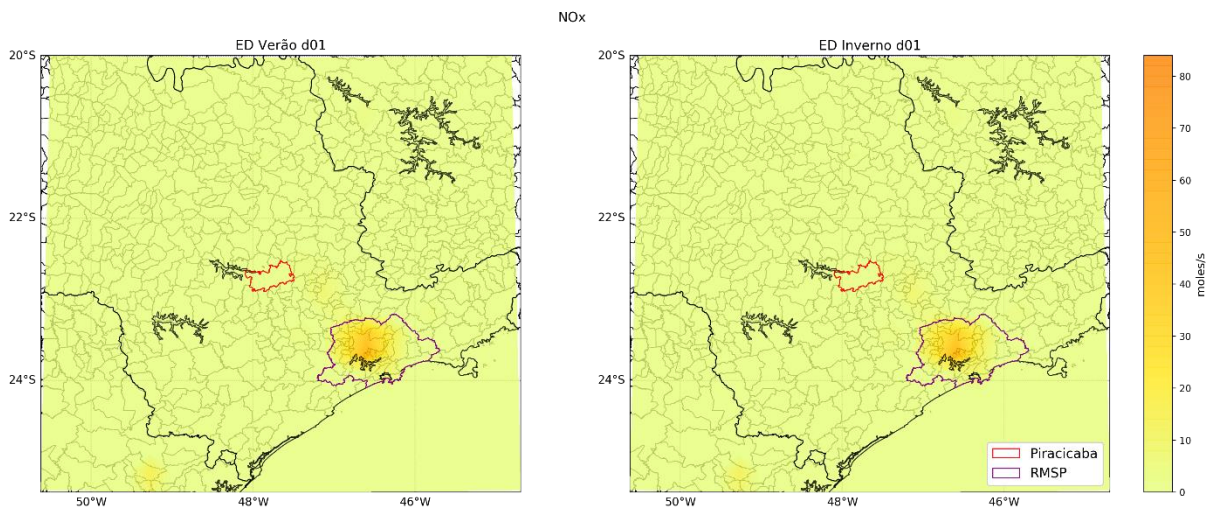 NOx
ED Verão d01
ED Inverno d01
20°S
22°S
24°S
50°W
48°W
46°W
20°S
22°S
24°S
50°W
48°W
46°W
Piracicaba
RMSP
80
70
60
50
40
30
20
10
0
moles/s